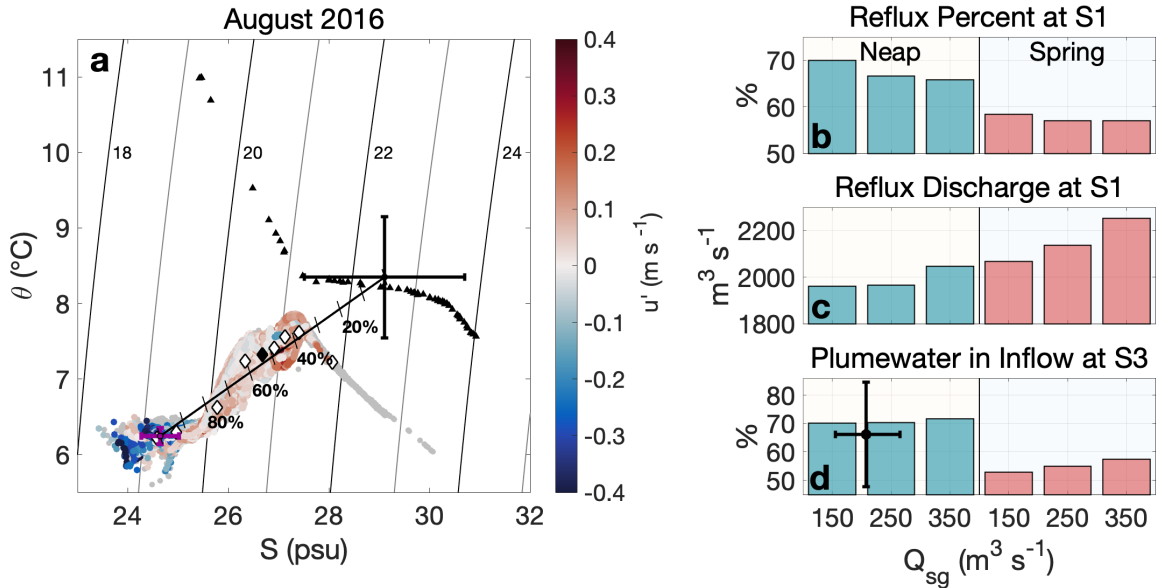 August 2016
a
θ (°C)
11
10
9
8
7
6
18
20
22
24
20%
40%
60%
80%
24
26
28
30
32
S (psu)
0.4
0.3
0.2
0.1
0
-0.1
-0.2
-0.3
-0.4
u' (m s⁻¹)
Reflux Percent at S1
Neap
Spring
%
70
60
50
b
Reflux Discharge at S1
m³ s⁻¹
2200
2000
1800
c
Plumewater in Inflow at S3
%
80
70
60
50
d
150 250 350 150 250 350
Q_sg (m³ s⁻¹)